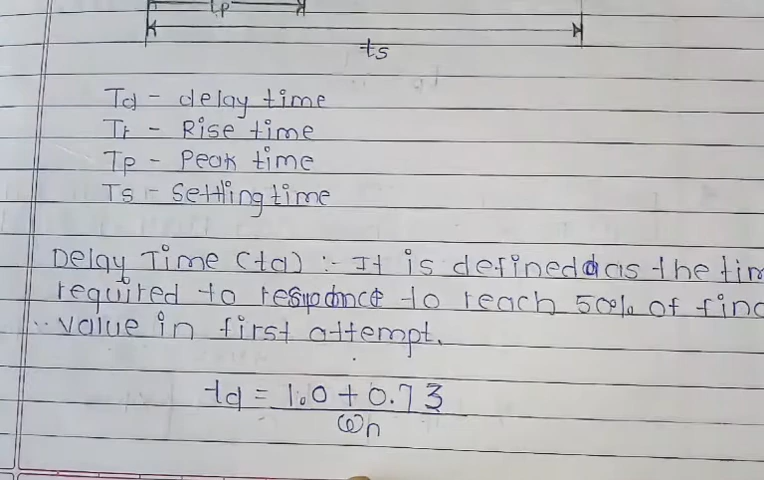 tp
ts
Td - delay time
Tr - Rise time
Tp - Peak time
Ts - Settling time
Delay Time (td) :- It is defined as the tim
required to respodnce to reach 50% of fina
value in first attempt.
td = 1.0 + 0.73
ωn